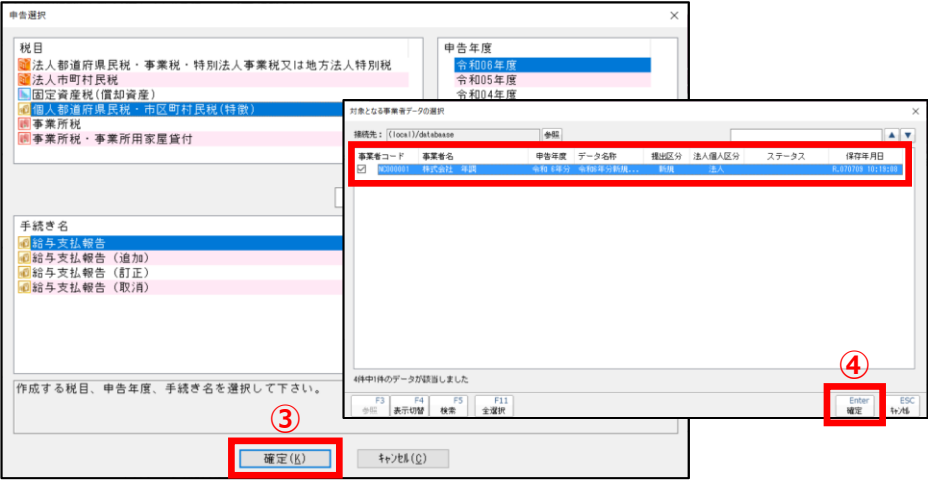 申告選択
税目
法人都道府県民税・事業税・特別法人事業税又は地方法人特別税
法人市町村民税
固定資産税(償却資産)
個人都道府県民税・市区町村民税(特徴)
事業所税
事業所税・事業所用家屋貸付
申告年度
令和06年度
令和05年度
令和04年度
手続き名
給与支払報告
給与支払報告(追加)
給与支払報告(訂正)
給与支払報告(取消)
作成する税目、申告年度、手続き名を選択して下さい。
③
確定(K)
キャンセル(C)
対象となる事業者データの選択
接続先: (local)/database
参照
▲ ▼
事業者コード 事業者名 申告年度 データ名称 提出区分 法人個人区分 ステータス 保存年月日
株式会社 年調 令和 6年分 令和6年分新規... 新規 法人
4件中1件のデータが該当しました
④
F3 参照
F4 表示切替
F5 検索
F11 全選択
Enter 確定
ESC キャンセル